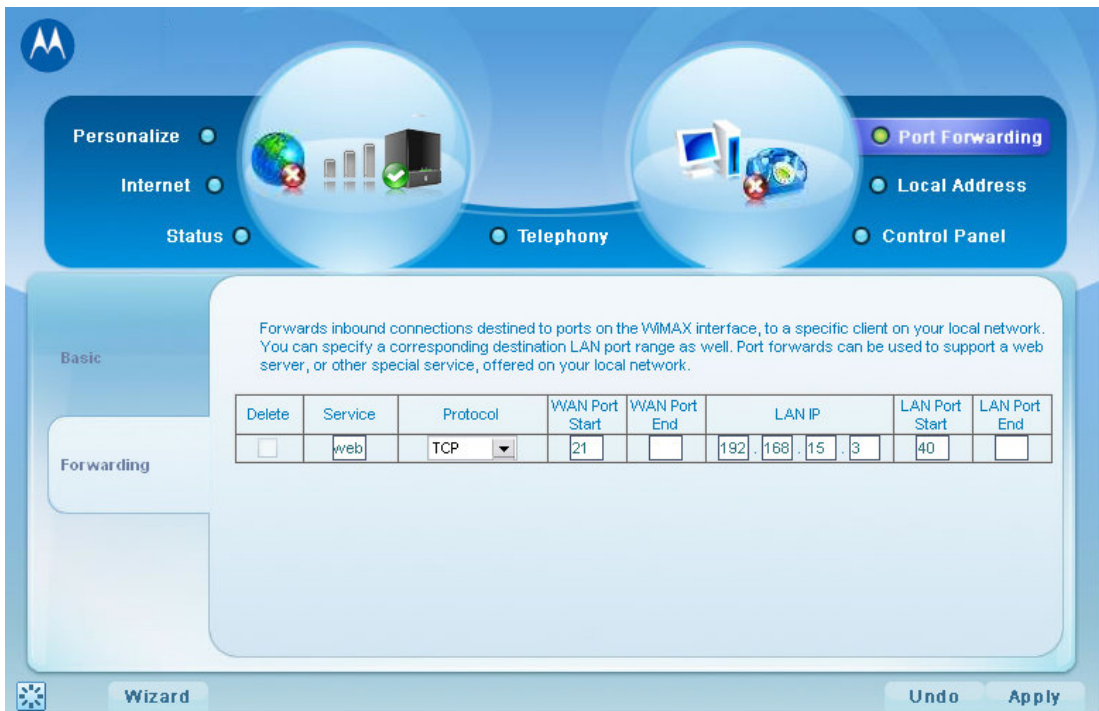 Personalize
Internet
Status
Telephony
Port Forwarding
Local Address
Control Panel
Basic
Forwarding
Forwards inbound connections destined to ports on the WiMAX interface, to a specific client on your local network.
You can specify a corresponding destination LAN port range as well. Port forwards can be used to support a web
server, or other special service, offered on your local network.
Delete Service Protocol WAN Port Start WAN Port End LAN IP LAN Port Start LAN Port End
web TCP 21 192 . 168 . 15 . 3 40
Wizard
Undo Apply